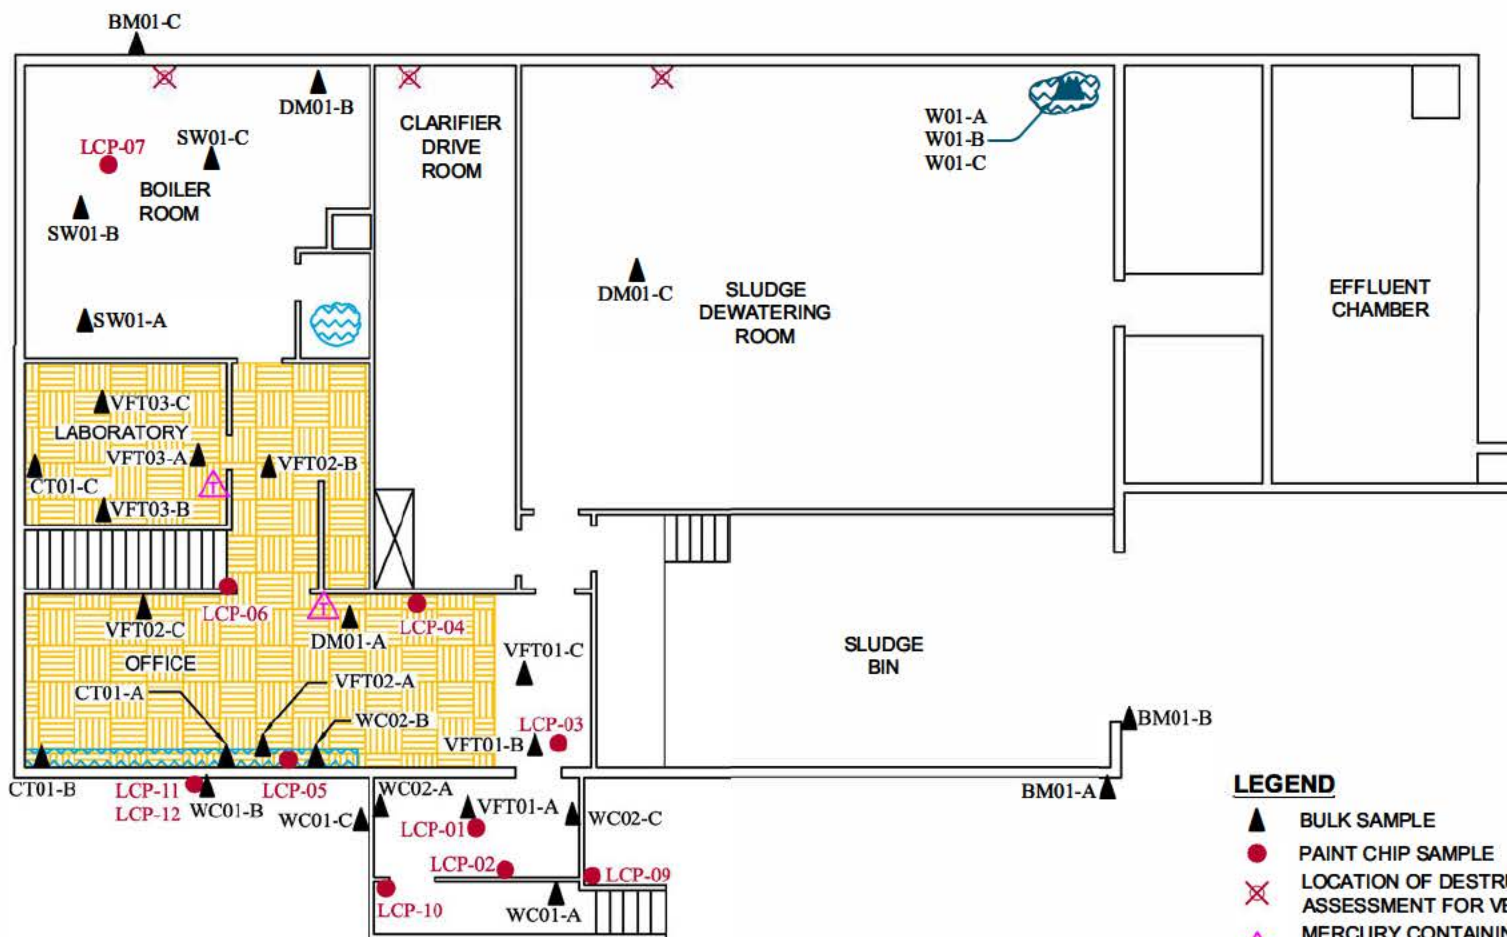 BM01-C
DM01-B
SW01-C
LCP-07
BOILER
ROOM
SW01-B
SW01-A
CLARIFIER
DRIVE
ROOM
W01-A
W01-B
W01-C
DM01-C
SLUDGE
DEWATERING
ROOM
EFFLUENT
CHAMBER
VFT03-C
LABORATORY
VFT03-A
VFT02-B
CT01-C
T
VFT03-B
LCP-06
VFT02-C
T
DM01-A
LCP-04
OFFICE
VFT01-C
SLUDGE
BIN
CT01-A
VFT02-A
WC02-B
LCP-03
VFT01-B
BM01-B
CT01-B
LCP-11
LCP-12
WC01-B
LCP-05
WC01-C
WC02-A
VFT01-A
WC02-C
LCP-01
LCP-02
LCP-09
LCP-10
WC01-A
BM01-A
LEGEND
BULK SAMPLE
PAINT CHIP SAMPLE
LOCATION OF DESTRU
ASSESSMENT FOR VE
MERCURY CONTAININ